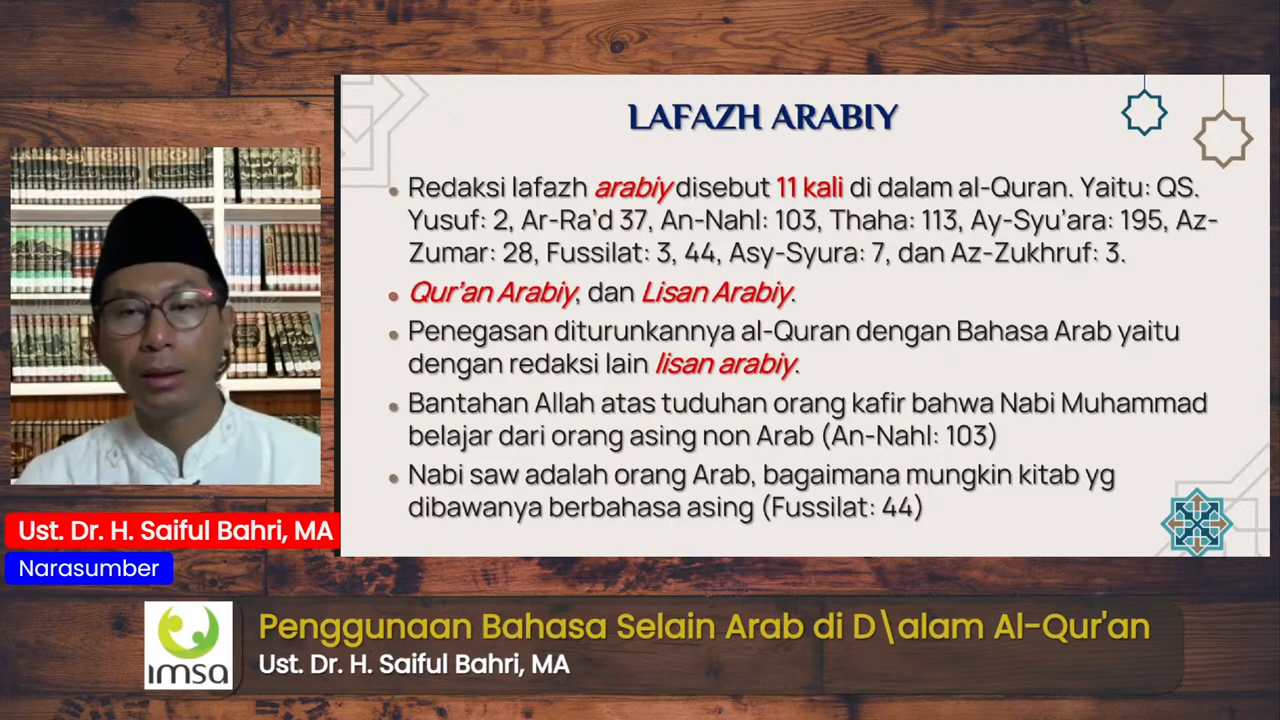 LAFAZH ARABIY
• Redaksi lafazh arabiy disebut 11 kali di dalam al-Quran. Yaitu: QS.
Yusuf: 2, Ar-Ra’d 37, An-Nahl: 103, Thaha: 113, Ay-Syu’ara: 195, Az-
Zumar: 28, Fussilat: 3, 44, Asy-Syura: 7, dan Az-Zukhruf: 3.
• Qur’an Arabiy, dan Lisan Arabiy.
• Penegasan diturunkannya al-Quran dengan Bahasa Arab yaitu
dengan redaksi lain lisan arabiy.
• Bantahan Allah atas tuduhan orang kafir bahwa Nabi Muhammad
belajar dari orang asing non Arab (An-Nahl: 103)
• Nabi saw adalah orang Arab, bagaimana mungkin kitab yg
dibawanya berbahasa asing (Fussilat: 44)
Ust. Dr. H. Saiful Bahri, MA
Narasumber
imsa
Penggunaan Bahasa Selain Arab di D\alam Al-Qur'an
Ust. Dr. H. Saiful Bahri, MA